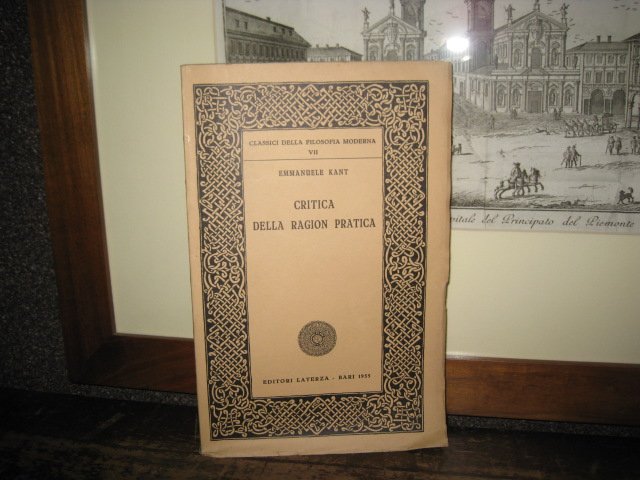 CLASSICI DELLA FILOSOFIA MODERNA
VII
EMMANUELE KANT
CRITICA
DELLA RAGION PRATICA
EDITORI LATERZA - BARI 1955
pitale del Principato del Piemonte